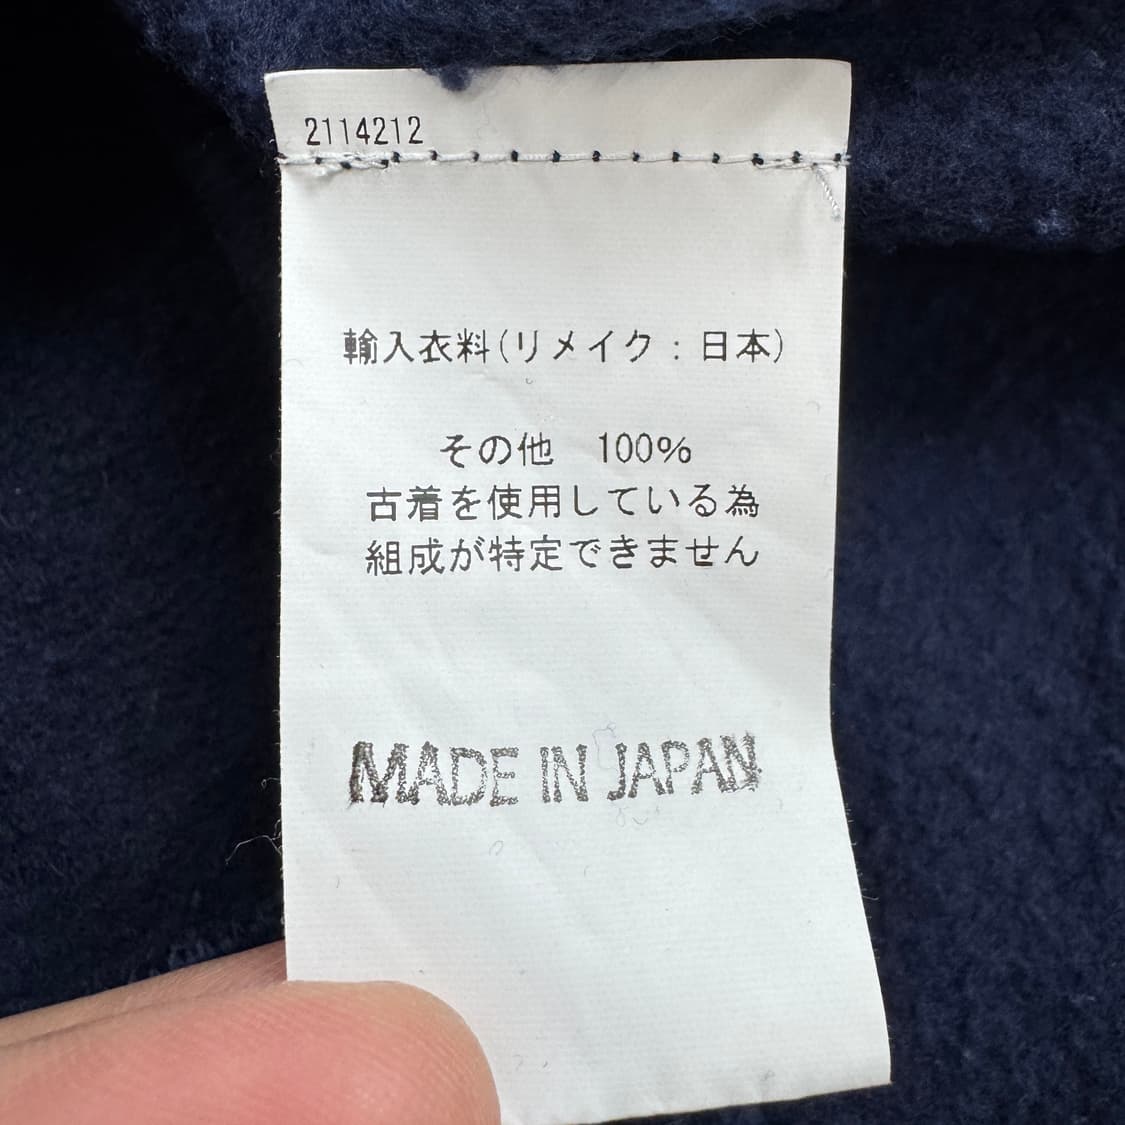 2114212
輸入衣料(リメイク:日本)
その他　100%
古着を使用している為
組成が特定できません
MADE IN JAPAN